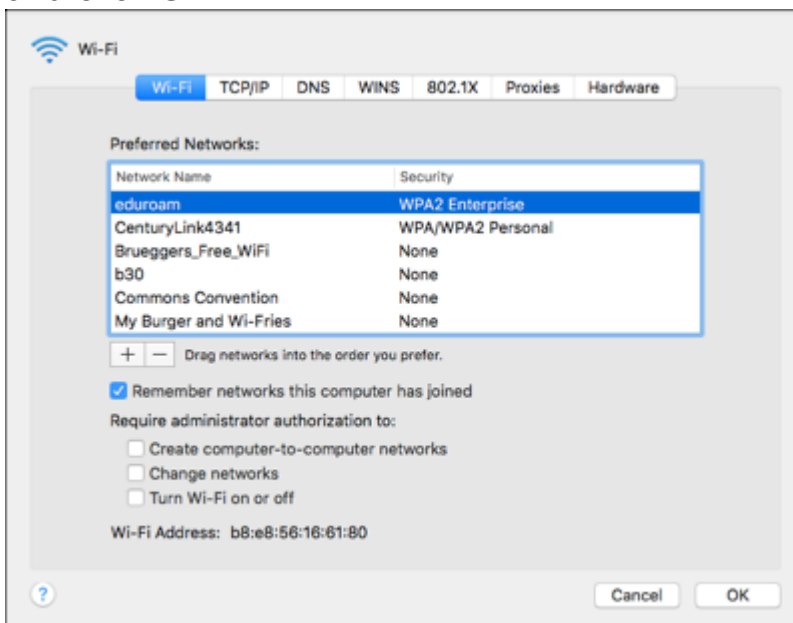 Wi-Fi
Wi-Fi TCP/IP DNS WINS 802.1X Proxies Hardware
Preferred Networks:
Network Name Security
eduroam WPA2 Enterprise
CenturyLink4341 WPA/WPA2 Personal
Brueggers_Free_WiFi None
b30 None
Commons Convention None
My Burger and Wi-Fries None
+ − Drag networks into the order you prefer.
Remember networks this computer has joined
Require administrator authorization to:
Create computer-to-computer networks
Change networks
Turn Wi-Fi on or off
Wi-Fi Address: b8:e8:56:16:61:80
? Cancel OK